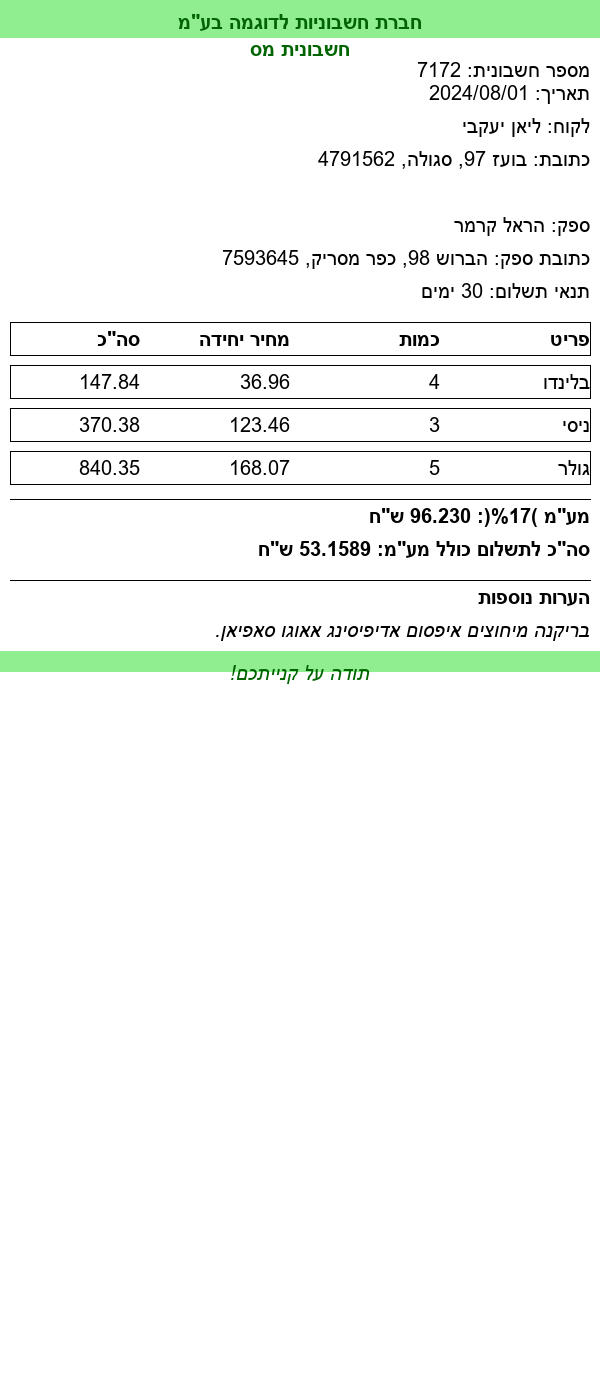 חברת חשבוניות לדוגמה בע"מ
חשבונית מס
מספר חשבונית: 7172
תאריך: 2024/08/01
לקוח: ליאן יעקבי
כתובת: בועז 97, סגולה, 4791562
ספק: הראל קרמר
כתובת ספק: הברוש 98, כפר מסריק, 7593645
תנאי תשלום: 30 ימים
פריט כמות מחיר יחידה סה"כ
בלינדו 4 36.96 147.84
ניסי 3 123.46 370.38
גולר 5 168.07 840.35
מע"מ )17%(: 96.230 ש"ח
סה"כ לתשלום כולל מע"מ: 53.1589 ש"ח
הערות נוספות
בריקנה מיחוצים איפסום אדיפיסינג אאוגו סאפיאן.
תודה על קנייתכם!